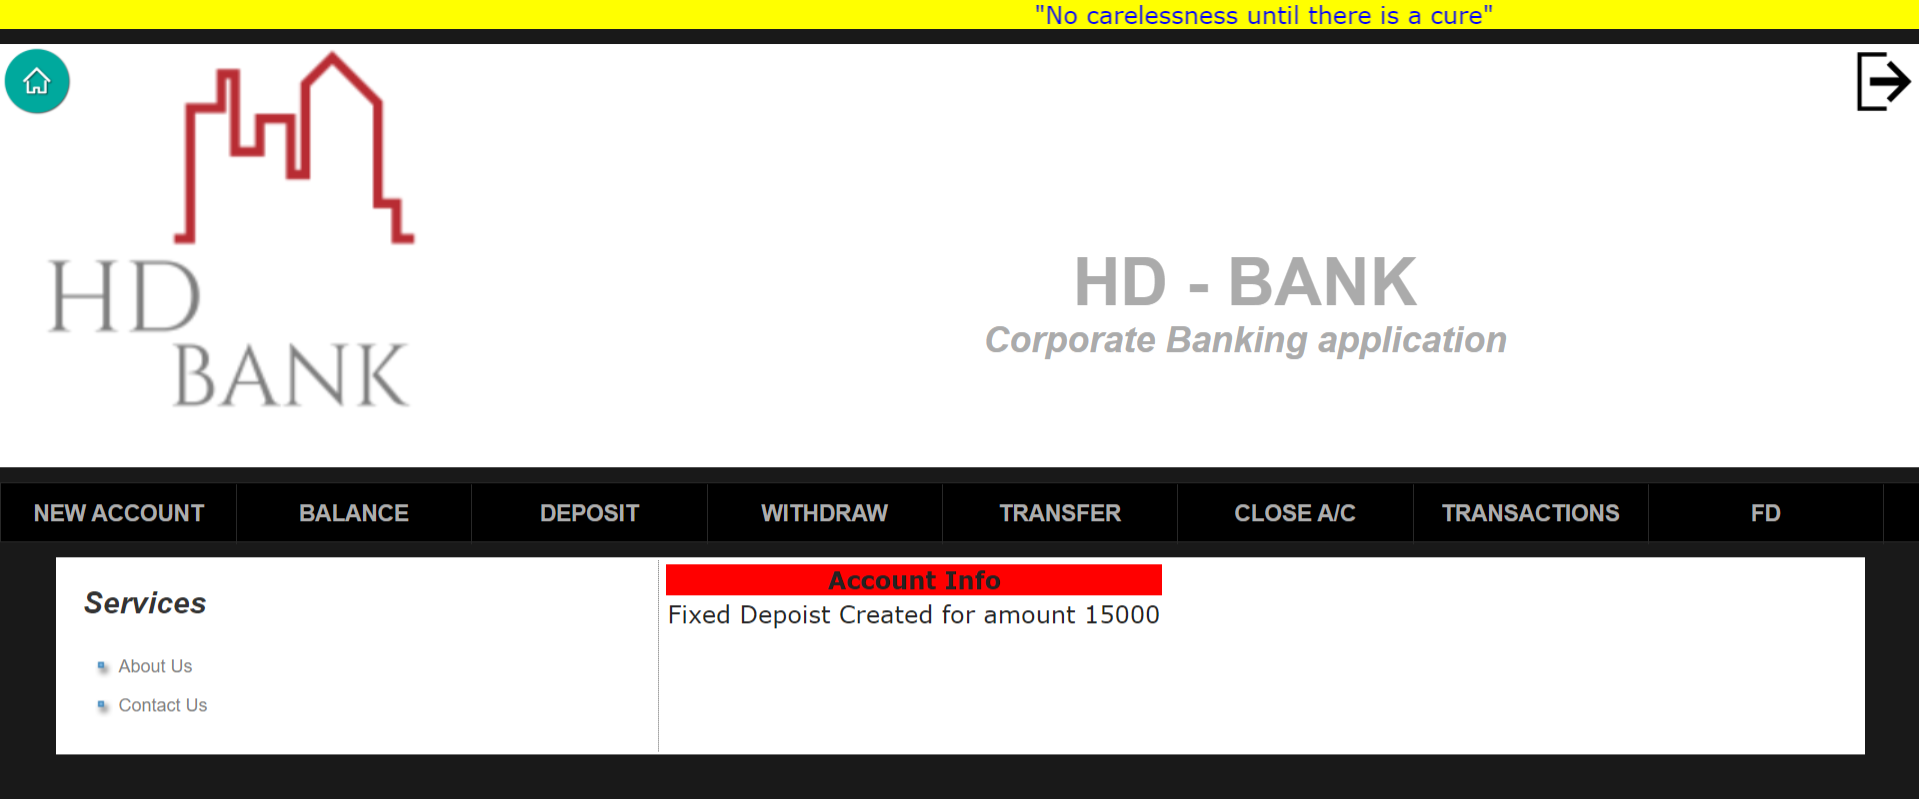 "No carelessness until there is a cure"
HD
BANK
HD - BANK
Corporate Banking application
NEW ACCOUNT BALANCE DEPOSIT WITHDRAW TRANSFER CLOSE A/C TRANSACTIONS FD
Services
About Us
Contact Us
Account Info
Fixed Depoist Created for amount 15000